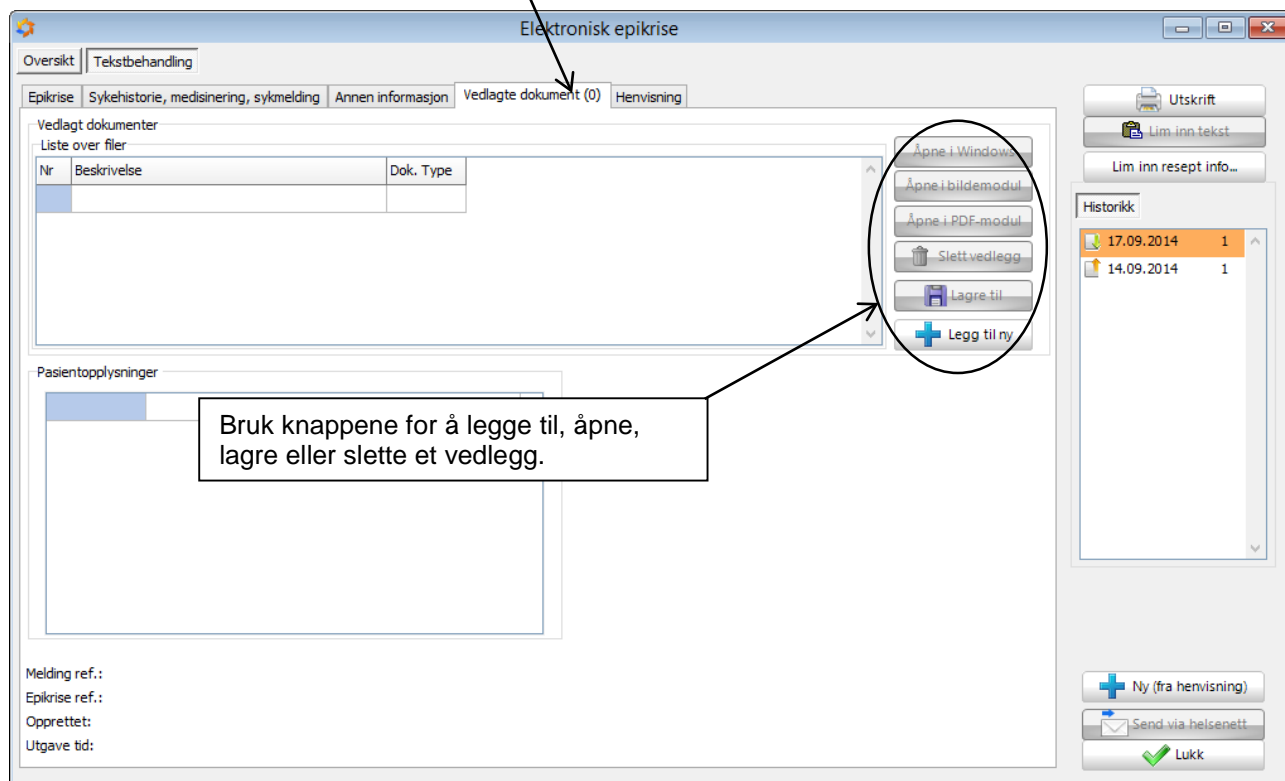 Elektronisk epikrise
Oversikt Tekstbehandling
Epikrise Sykehistorie, medisinering, sykmelding Annen informasjon Vedlagte dokument (0) Henvisning
Vedlagt dokumenter
Liste over filer
Nr Beskrivelse Dok. Type
Åpne i Windows
Åpne i bildemodul
Åpne i PDF-modul
Slett vedlegg
Lagre til
Legg til ny
Utskrift
Lim inn tekst
Lim inn resept info...
Historikk
17.09.2014 1
14.09.2014 1
Pasientopplysninger
Bruk knappene for å legge til, åpne,
lagre eller slette et vedlegg.
Melding ref.:
Epikrise ref.:
Opprettet:
Utgave tid:
Ny (fra henvisning)
Send via helsenett
Lukk